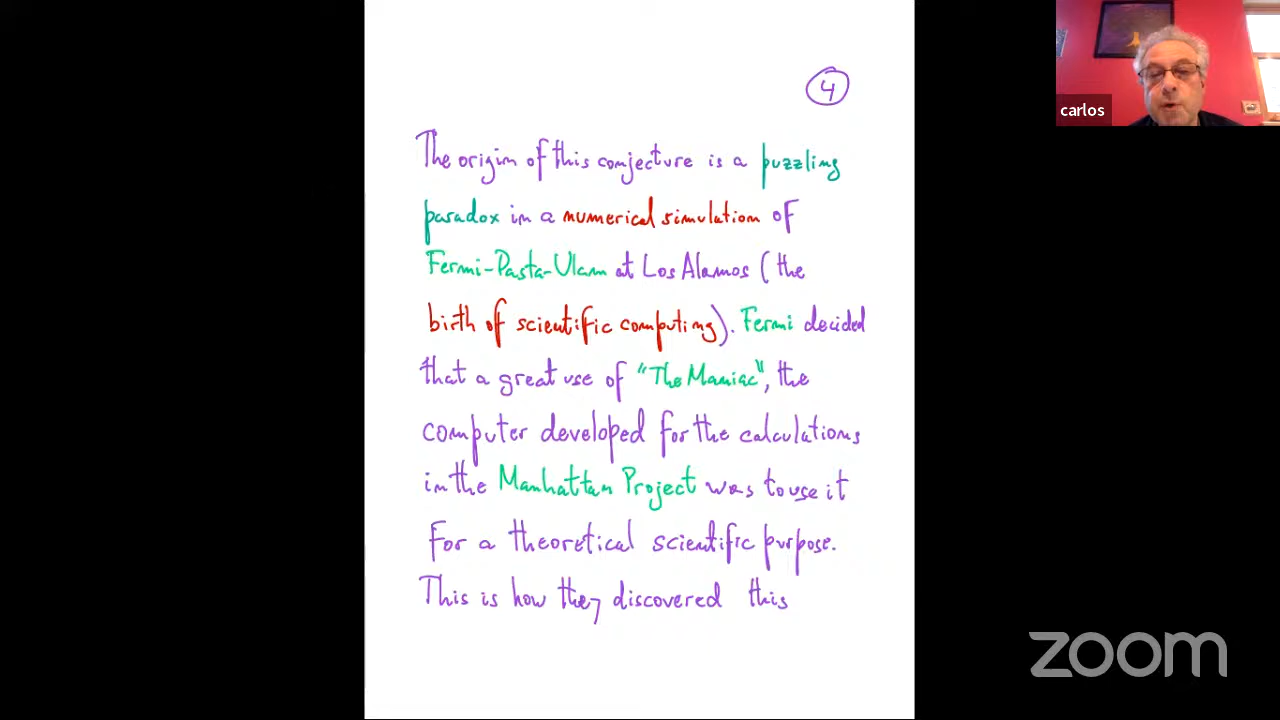 4
The origin of this conjecture is a puzzling
paradox in a numerical simulation of
Fermi-Pasta-Ulam at Los Alamos (the
birth of scientific computing). Fermi decided
that a great use of "The Maniac", the
computer developed for the calculations
in the Manhattan Project was to use it
for a theoretical scientific purpose.
This is how they discovered this
carlos
zoom